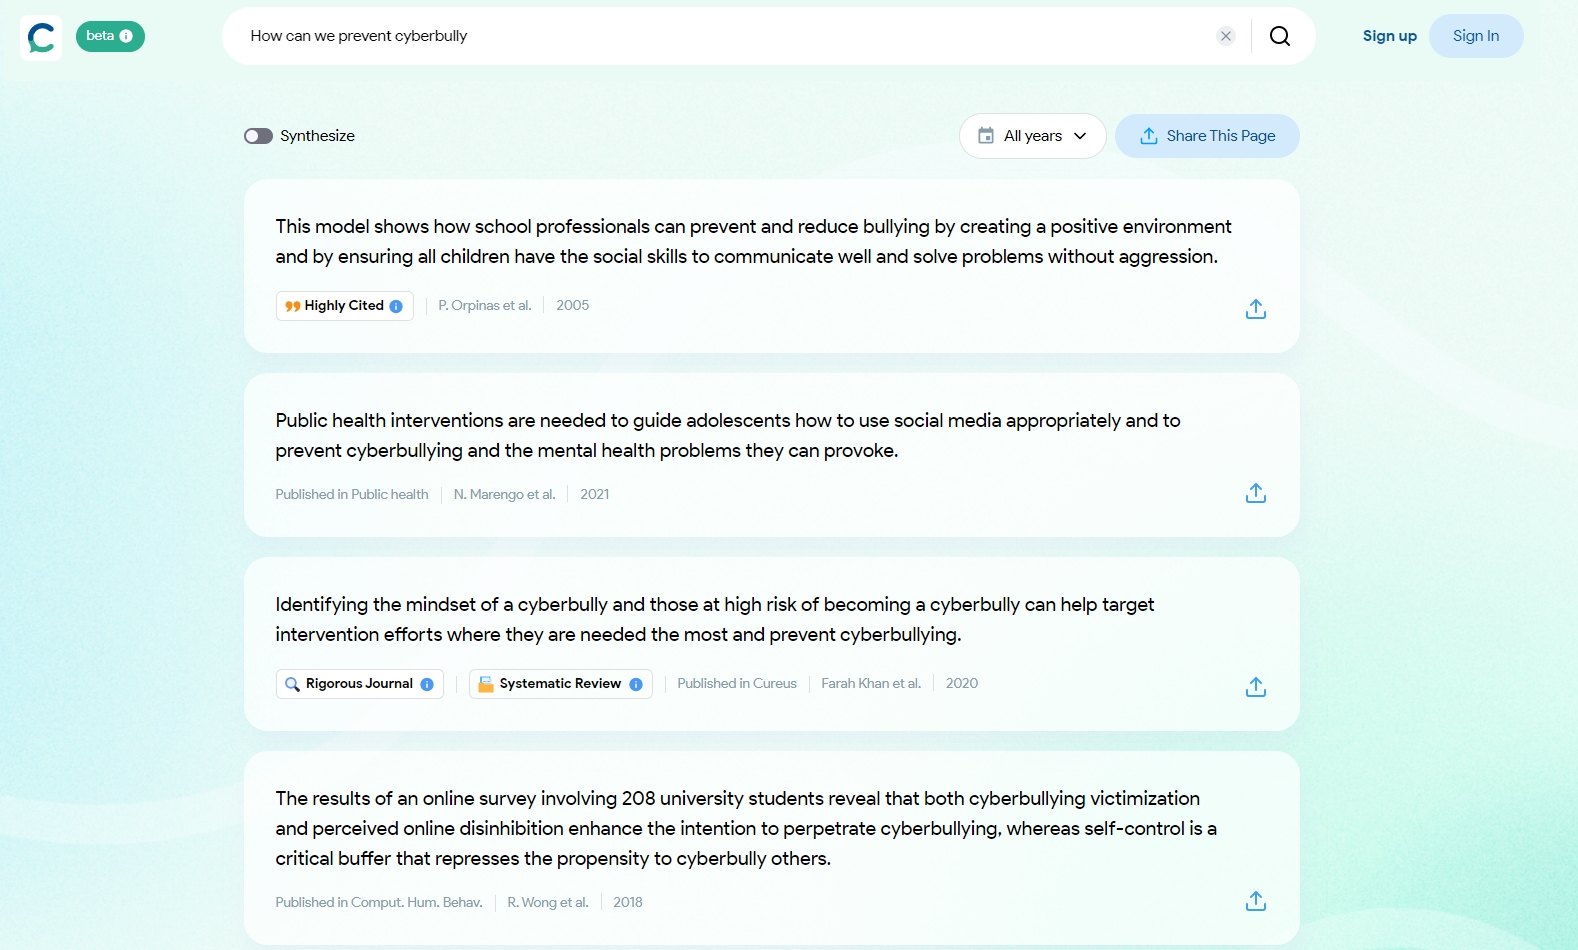 beta
How can we prevent cyberbully
Sign up
Sign In
Synthesize
All years
Share This Page
This model shows how school professionals can prevent and reduce bullying by creating a positive environment
and by ensuring all children have the social skills to communicate well and solve problems without aggression.
Highly Cited
P. Orpinas et al.
2005
Public health interventions are needed to guide adolescents how to use social media appropriately and to
prevent cyberbullying and the mental health problems they can provoke.
Published in Public health
N. Marengo et al.
2021
Identifying the mindset of a cyberbully and those at high risk of becoming a cyberbully can help target
intervention efforts where they are needed the most and prevent cyberbullying.
Rigorous Journal
Systematic Review
Published in Cureus
Farah Khan et al.
2020
The results of an online survey involving 208 university students reveal that both cyberbullying victimization
and perceived online disinhibition enhance the intention to perpetrate cyberbullying, whereas self-control is a
critical buffer that represses the propensity to cyberbully others.
Published in Comput. Hum. Behav.
R. Wong et al.
2018